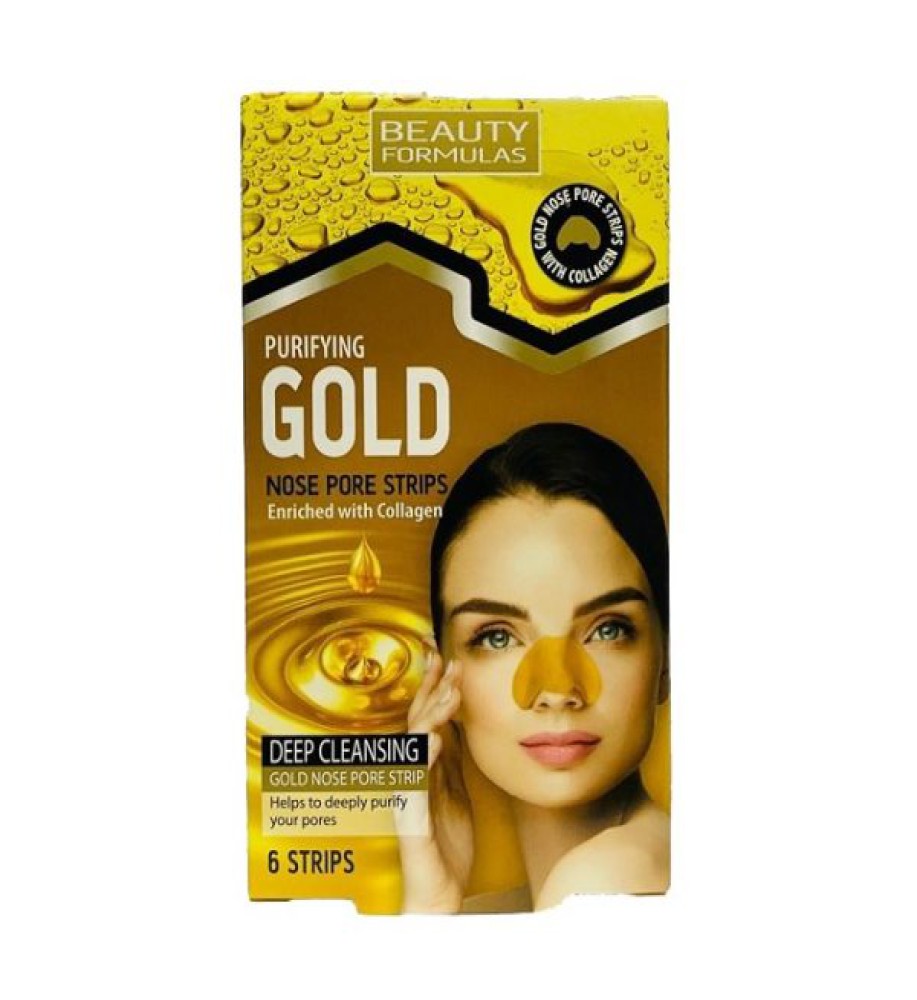 BEAUTY
FORMULAS
GOLD NOSE PORE STRIPS
WITH COLLAGEN
PURIFYING
GOLD
NOSE PORE STRIPS
Enriched with Collagen
DEEP CLEANSING
GOLD NOSE PORE STRIP
Helps to deeply purify
your pores
6 STRIPS